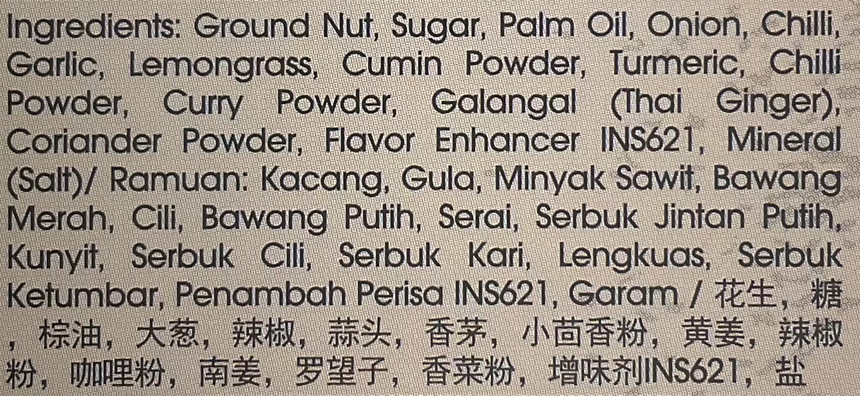 Ingredients: Ground Nut, Sugar, Palm Oil, Onion, Chilli,
Garlic, Lemongrass, Cumin Powder, Turmeric, Chilli
Powder, Curry Powder, Galangal (Thai Ginger),
Coriander Powder, Flavor Enhancer INS621, Mineral
(Salt)/ Ramuan: Kacang, Gula, Minyak Sawit, Bawang
Merah, Cili, Bawang Putih, Serai, Serbuk Jintan Putih,
Kunyit, Serbuk Cili, Serbuk Kari, Lengkuas, Serbuk
Ketumbar, Penambah Perisa INS621, Garam / 花生，糖
，棕油，大葱，辣椒，蒜头，香茅，小茴香粉，黄姜，辣椒
粉，咖哩粉，南姜，罗望子，香菜粉，增味剂INS621，盐